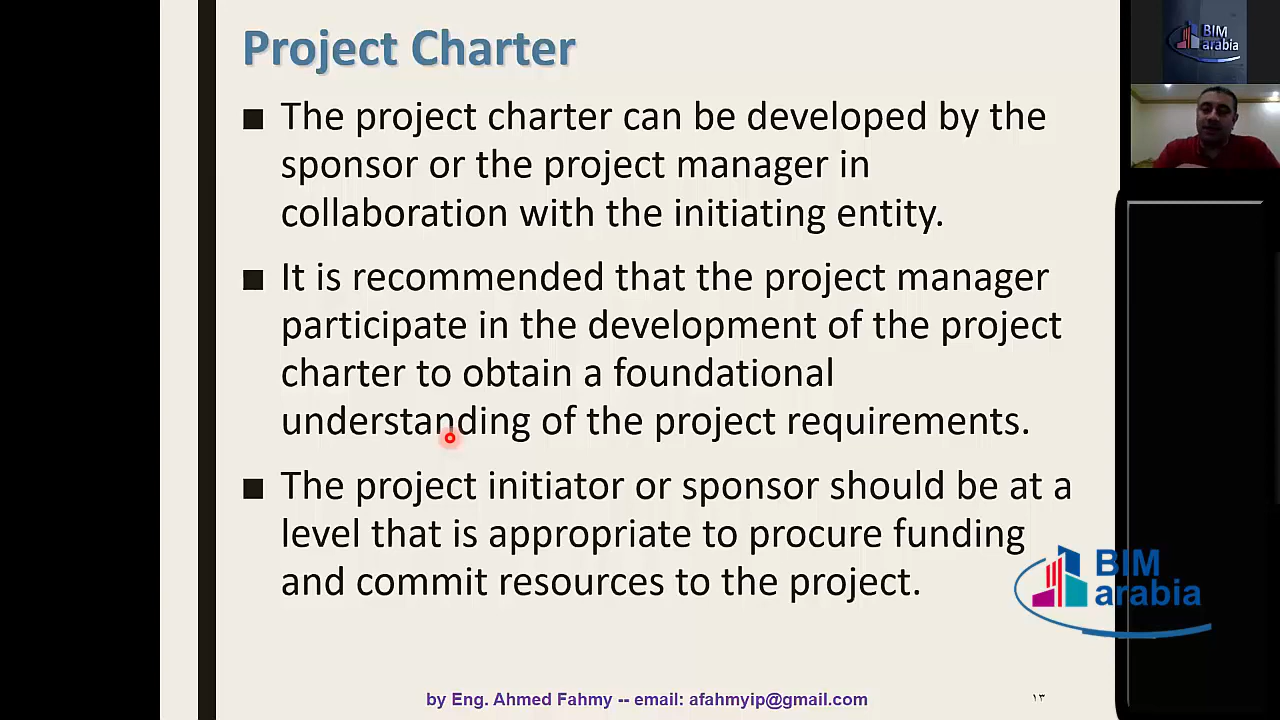 Project Charter
■ The project charter can be developed by the
sponsor or the project manager in
collaboration with the initiating entity.
■ It is recommended that the project manager
participate in the development of the project
charter to obtain a foundational
understanding of the project requirements.
■ The project initiator or sponsor should be at a
level that is appropriate to procure funding
and commit resources to the project.
by Eng. Ahmed Fahmy -- email: afahmyip@gmail.com
١٣
BIM
arabia
BIM
arabia